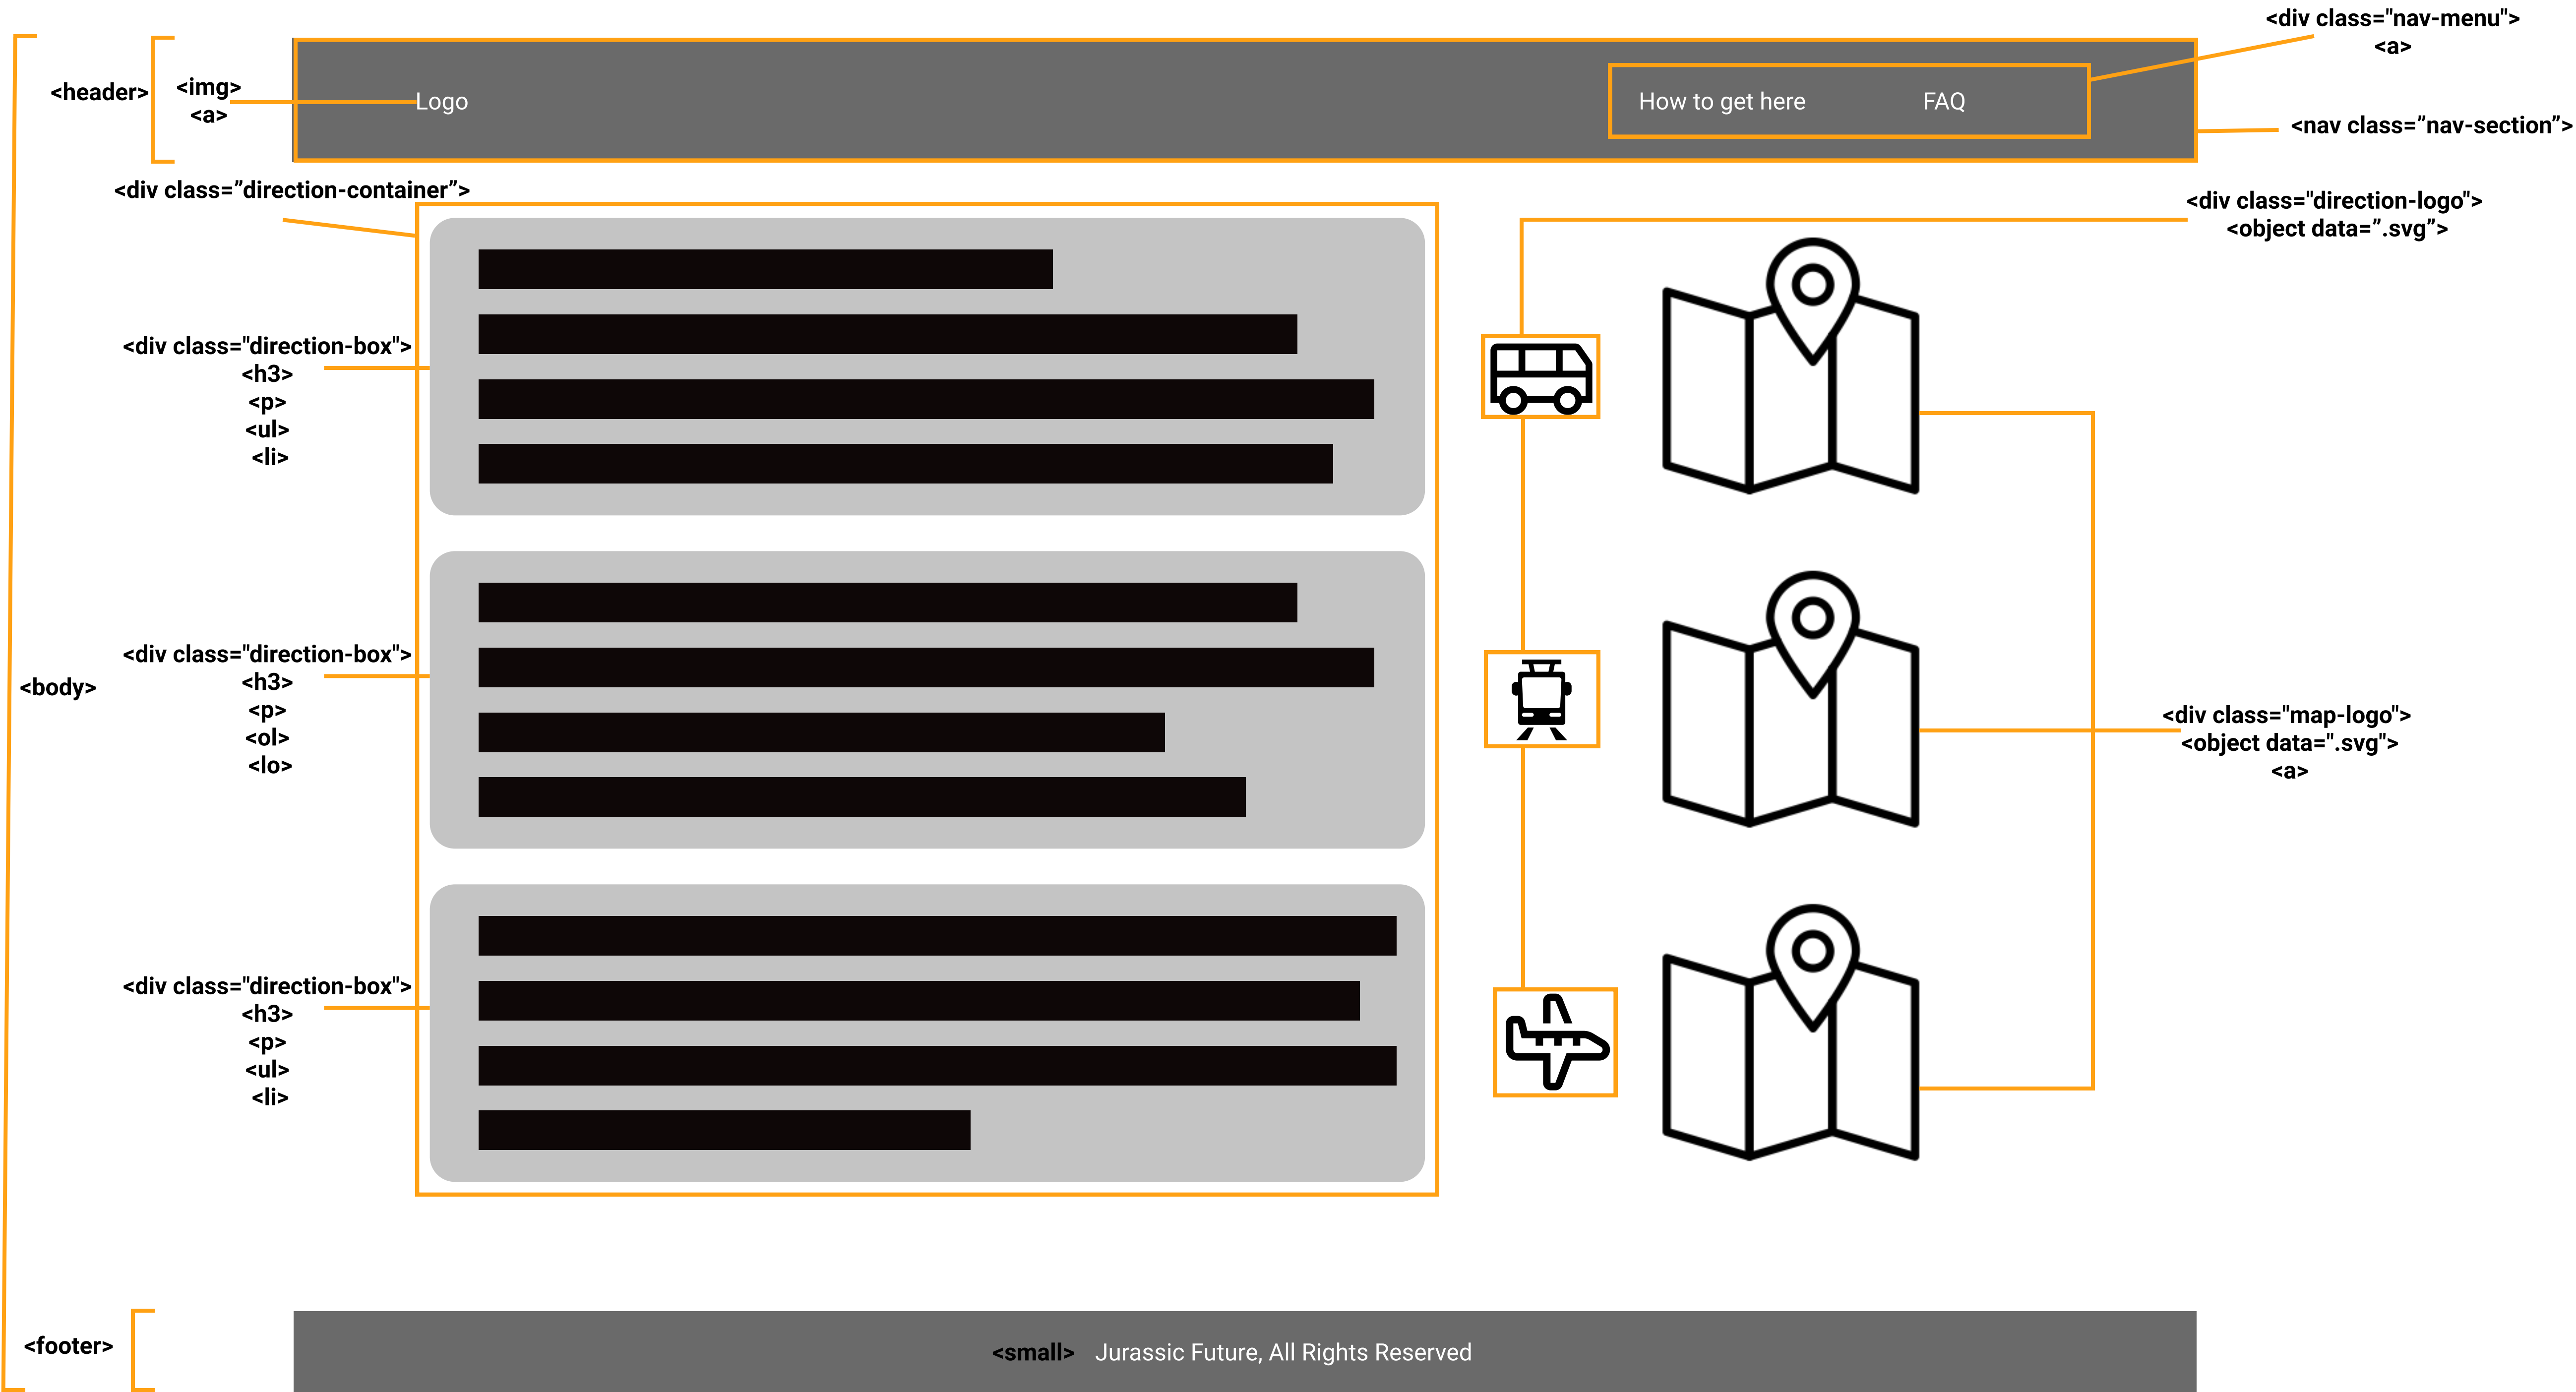 <div class="nav-menu">
<a>
<header>
<img>
<a>
Logo
How to get here
FAQ
<nav class=”nav-section”>
<div class=”direction-container”>
<div class="direction-logo">
<object data=”.svg”>
<div class="direction-box">
<h3>
<p>
<ul>
<li>
<body>
<div class="direction-box">
<h3>
<p>
<ol>
<lo>
<div class="map-logo">
<object data=".svg">
<a>
<div class="direction-box">
<h3>
<p>
<ul>
<li>
<footer>
<small> Jurassic Future, All Rights Reserved